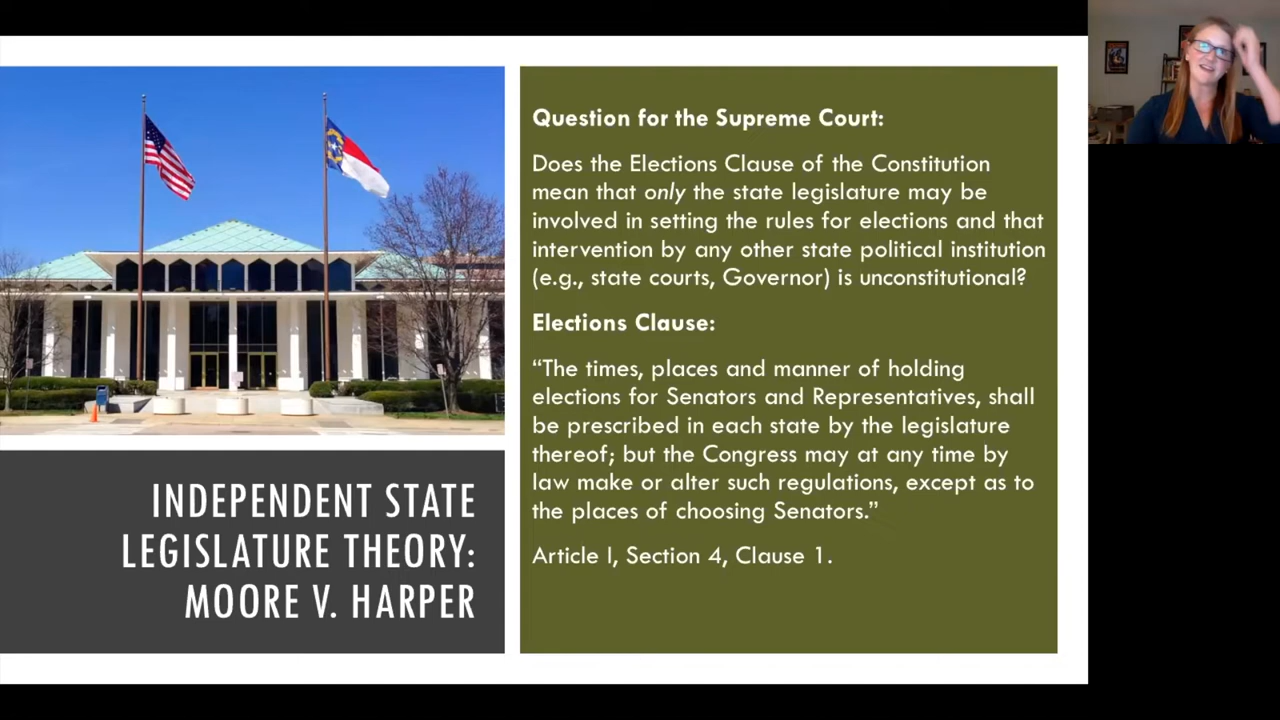 Question for the Supreme Court:
Does the Elections Clause of the Constitution
mean that only the state legislature may be
involved in setting the rules for elections and that
intervention by any other state political institution
(e.g., state courts, Governor) is unconstitutional?
Elections Clause:
“The times, places and manner of holding
elections for Senators and Representatives, shall
be prescribed in each state by the legislature
thereof; but the Congress may at any time by
law make or alter such regulations, except as to
the places of choosing Senators.”
Article I, Section 4, Clause 1.
INDEPENDENT STATE
LEGISLATURE THEORY:
MOORE V. HARPER